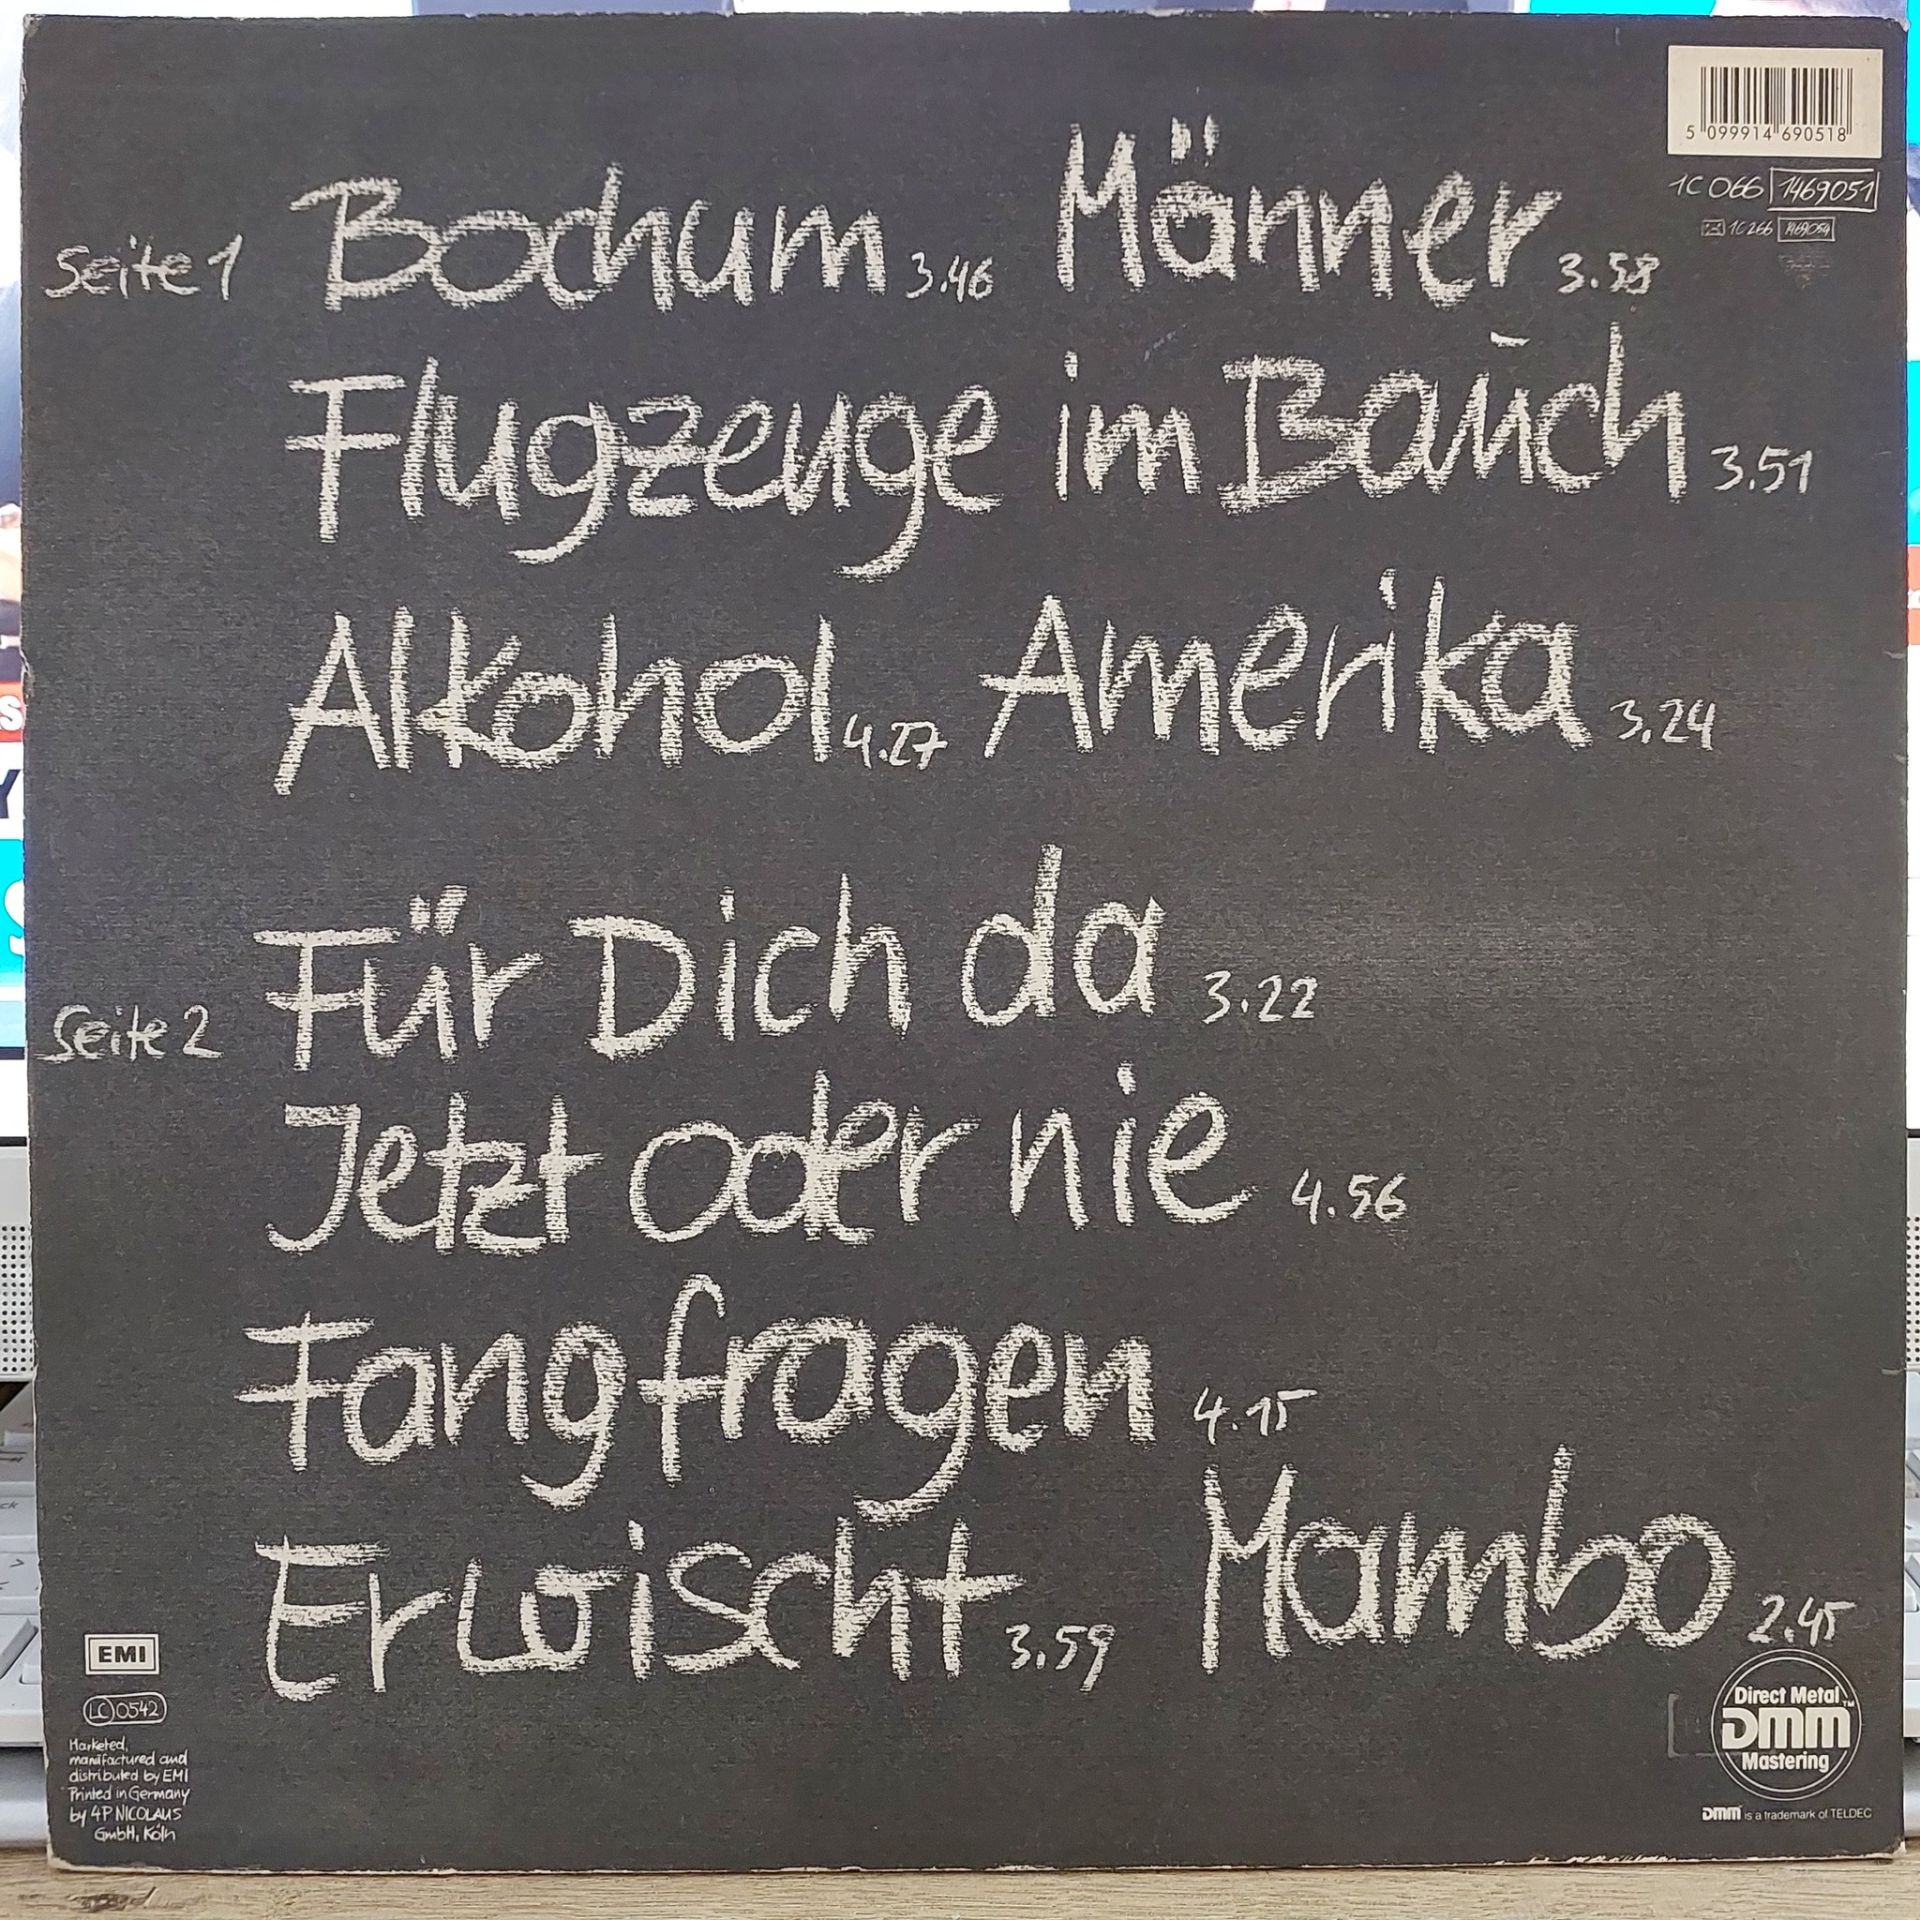 5 099914 690518
1C 066 1469051
1C 266 1469054
Seite 1 Bochum 3.46 Männer 3.58
Flugzeuge im Bauch 3.51
Alkohol 4.27 Amerika 3.24
Seite 2 Für Dich da 3.22
Jetzt oder nie 4.56
Fangfragen 4.15
Erwischt 3.59 Mambo 2.45
EMI
LC 0542
Marketed,
manufactured and
distributed by EMI
Printed in Germany
by 4P NICOLAUS
GmbH, Köln
Direct Metal
DMM™
Mastering
DMM is a trademark of TELDEC